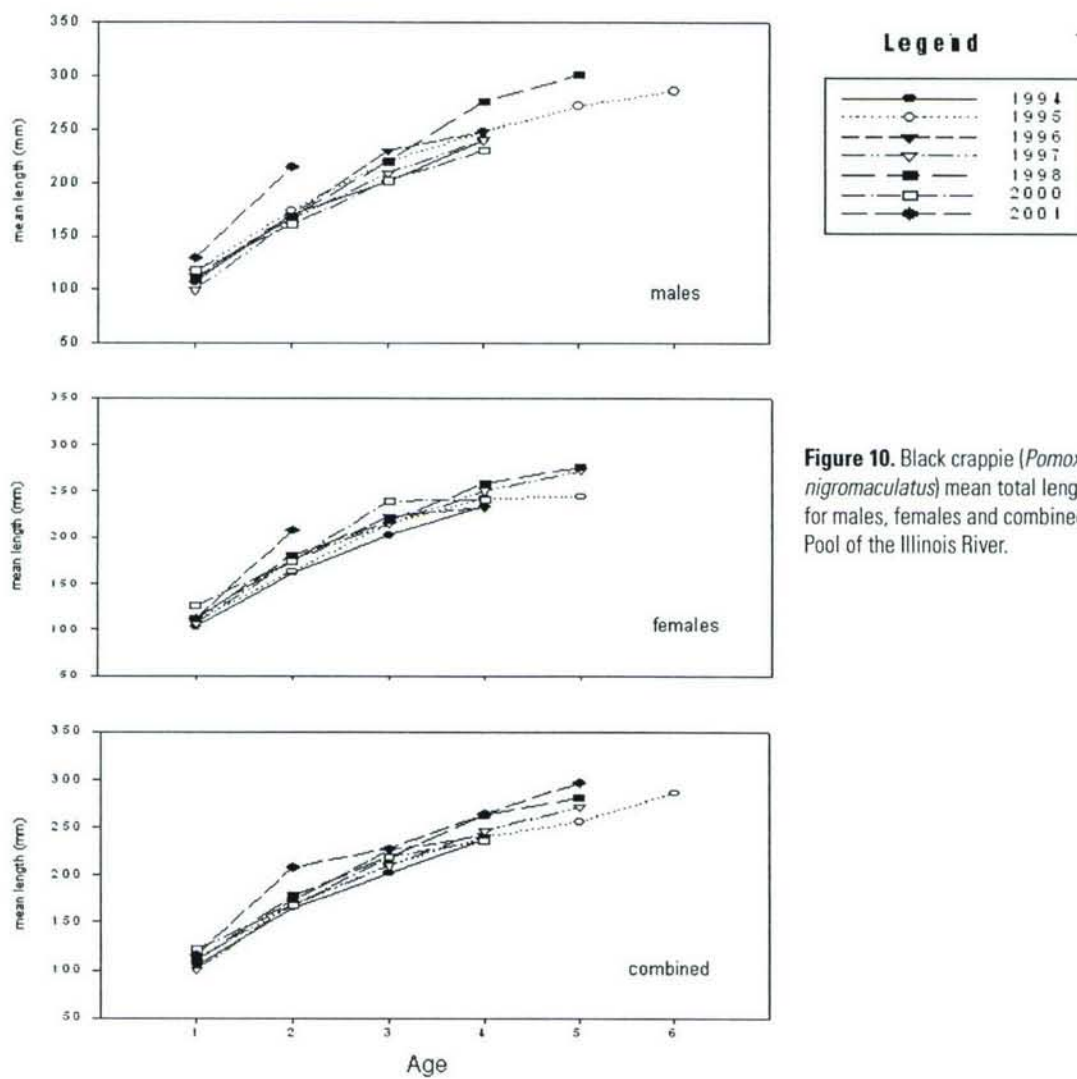 Legend
1994
1995
1996
1997
1998
2000
2001
mean length (mm)
350
300
250
200
150
100
50
males
mean length (mm)
350
300
250
200
150
100
50
females
Figure 10. Black crappie (Pomox
nigromaculatus) mean total leng
for males, females and combine
Pool of the Illinois River.
mean length (mm)
350
300
250
200
150
100
50
combined
1 2 3 4 5 6
Age